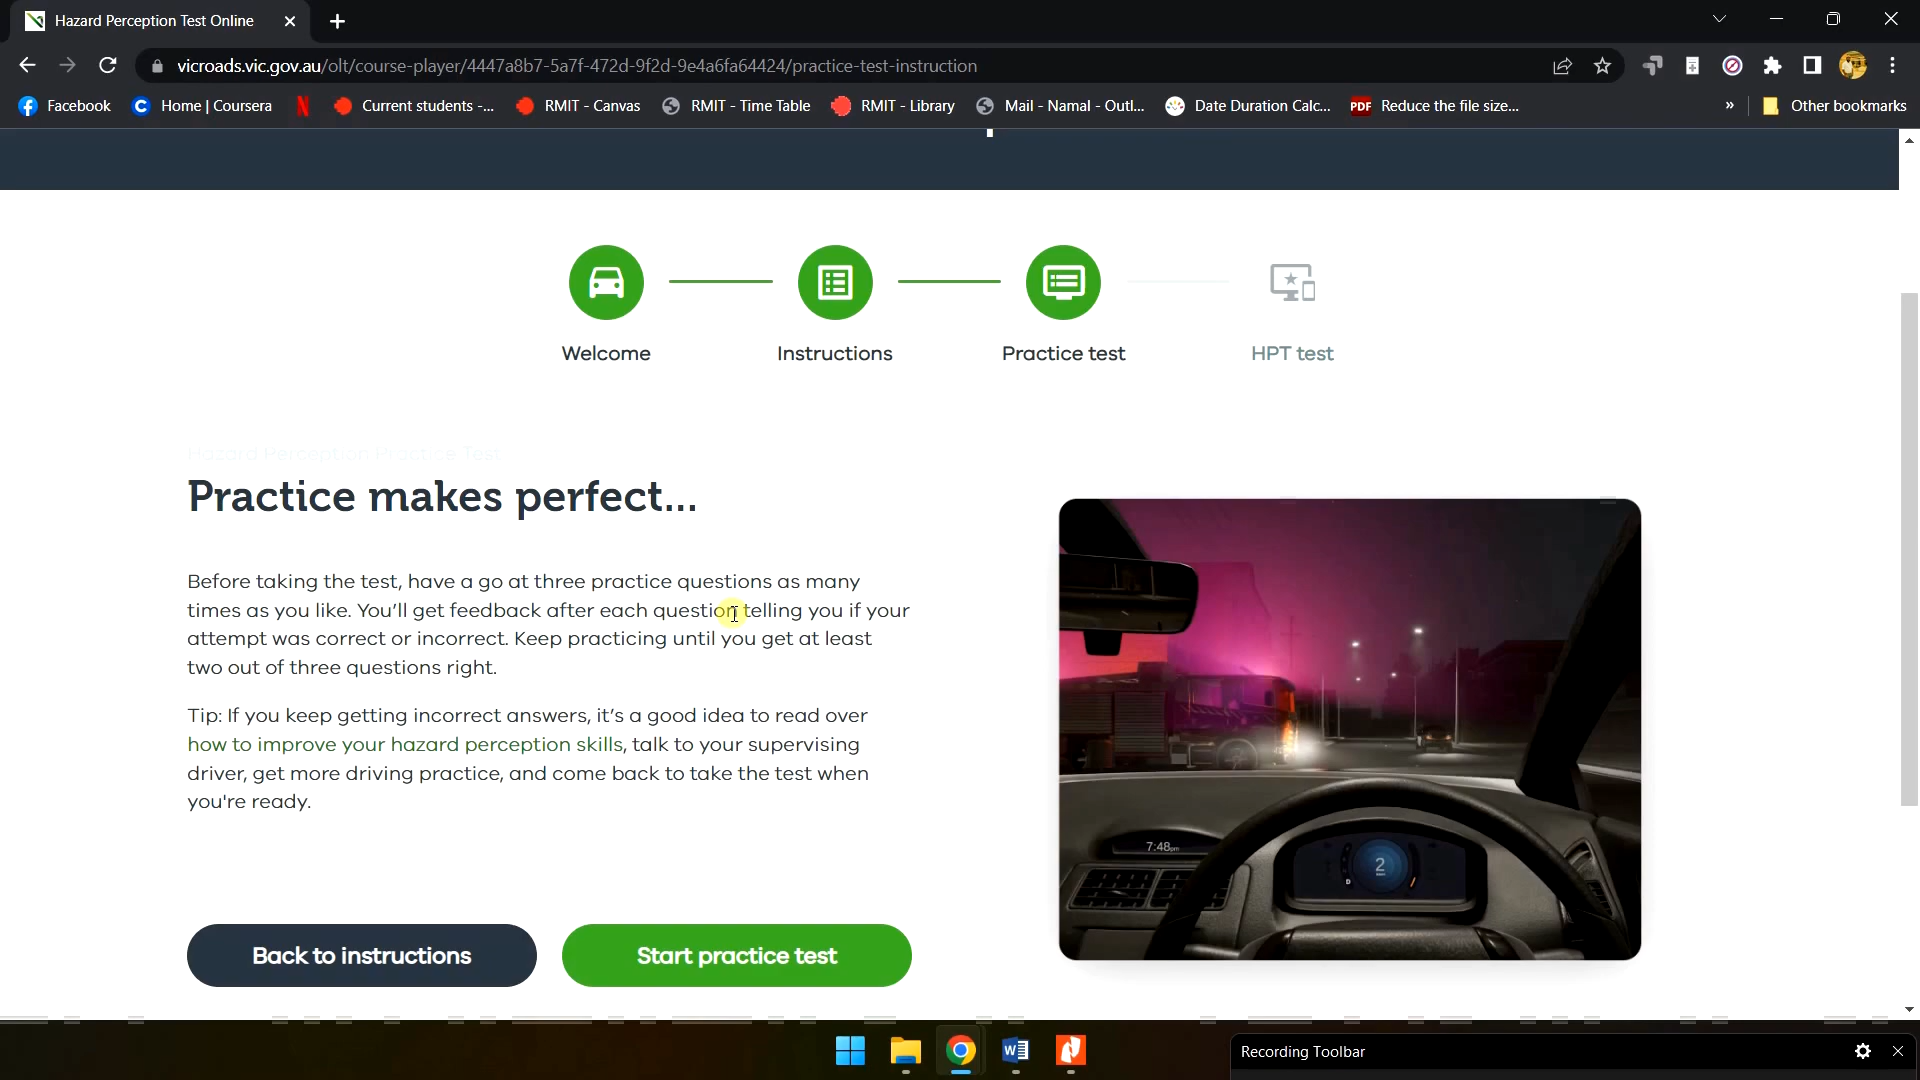 Hazard Perception Test Online
vicroads.vic.gov.au/olt/course-player/4447a8b7-5a7f-472d-9f2d-9e4a6fa64424/practice-test-instruction
Facebook
Home | Coursera
Current students -...
RMIT - Canvas
RMIT - Time Table
RMIT - Library
Mail - Namal - Outl...
Date Duration Calc...
PDF
Reduce the file size...
»
Other bookmarks
Welcome
Instructions
Practice test
HPT test
Hazard Perception Practice Test
Practice makes perfect...
Before taking the test, have a go at three practice questions as many
times as you like. You'll get feedback after each question telling you if your
attempt was correct or incorrect. Keep practicing until you get at least
two out of three questions right.
Tip: If you keep getting incorrect answers, it's a good idea to read over
how to improve your hazard perception skills, talk to your supervising
driver, get more driving practice, and come back to take the test when
you're ready.
7:48pm
2
Back to instructions
Start practice test
Recording Toolbar